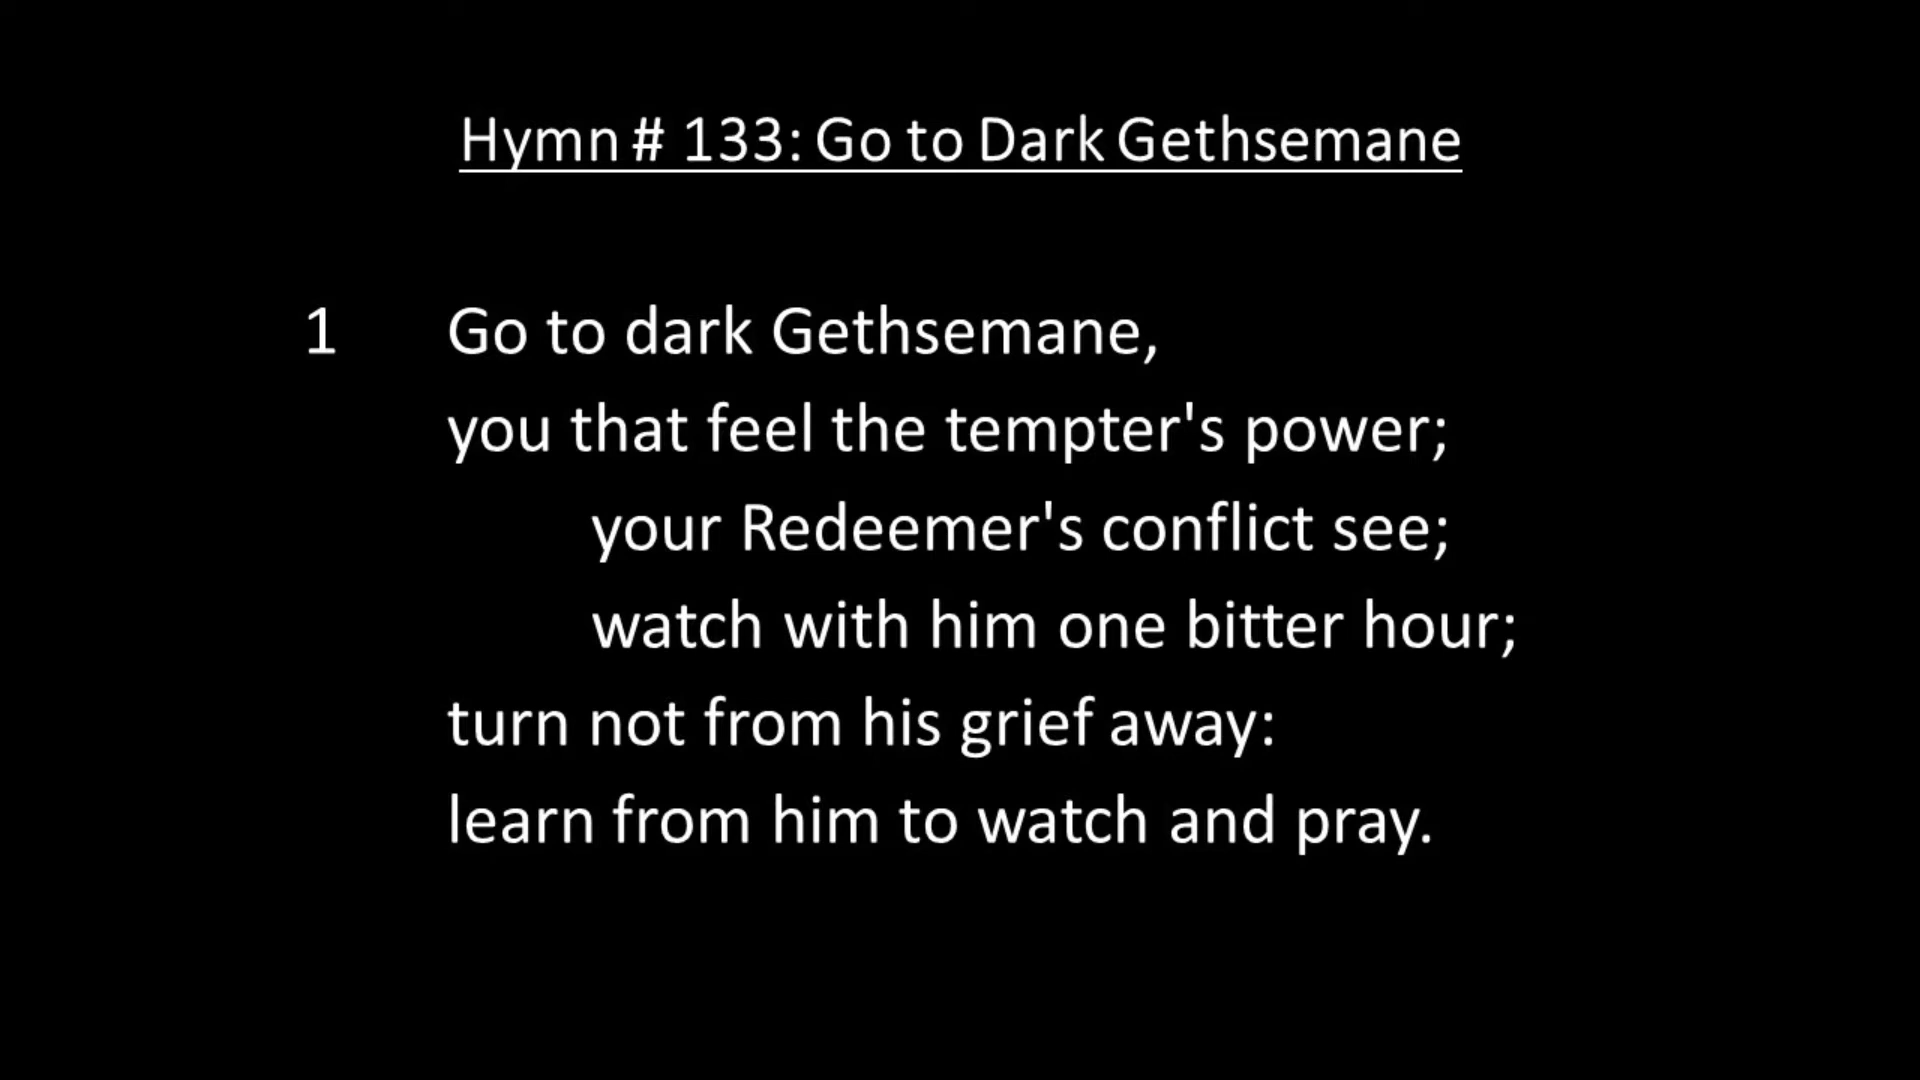 Hymn # 133: Go to Dark Gethsemane
1 Go to dark Gethsemane,
you that feel the tempter's power;
your Redeemer's conflict see;
watch with him one bitter hour;
turn not from his grief away:
learn from him to watch and pray.